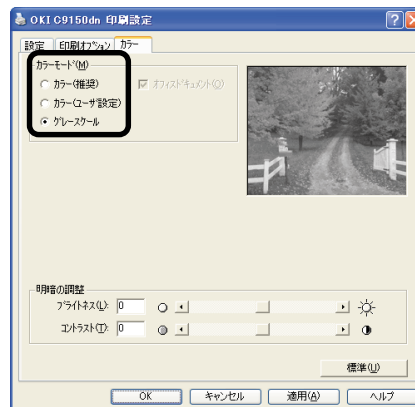 OKI C9150dn 印刷設定
設定 印刷ｵﾌﾟｼｮﾝ ｶﾗｰ
ｶﾗｰﾓｰﾄﾞ(M)
ｶﾗｰ(推奨)
ｶﾗｰ(ﾕｰｻﾞ設定)
ｸﾞﾚｰｽｹｰﾙ
ｵﾌｨｽﾄﾞｷｭﾒﾝﾄ(O)
明暗の調整
ﾌﾞﾗｲﾄﾈｽ(L): 0
ｺﾝﾄﾗｽﾄ(T): 0
標準(U)
OK ｷｬﾝｾﾙ 適用(A) ﾍﾙﾌﾟ